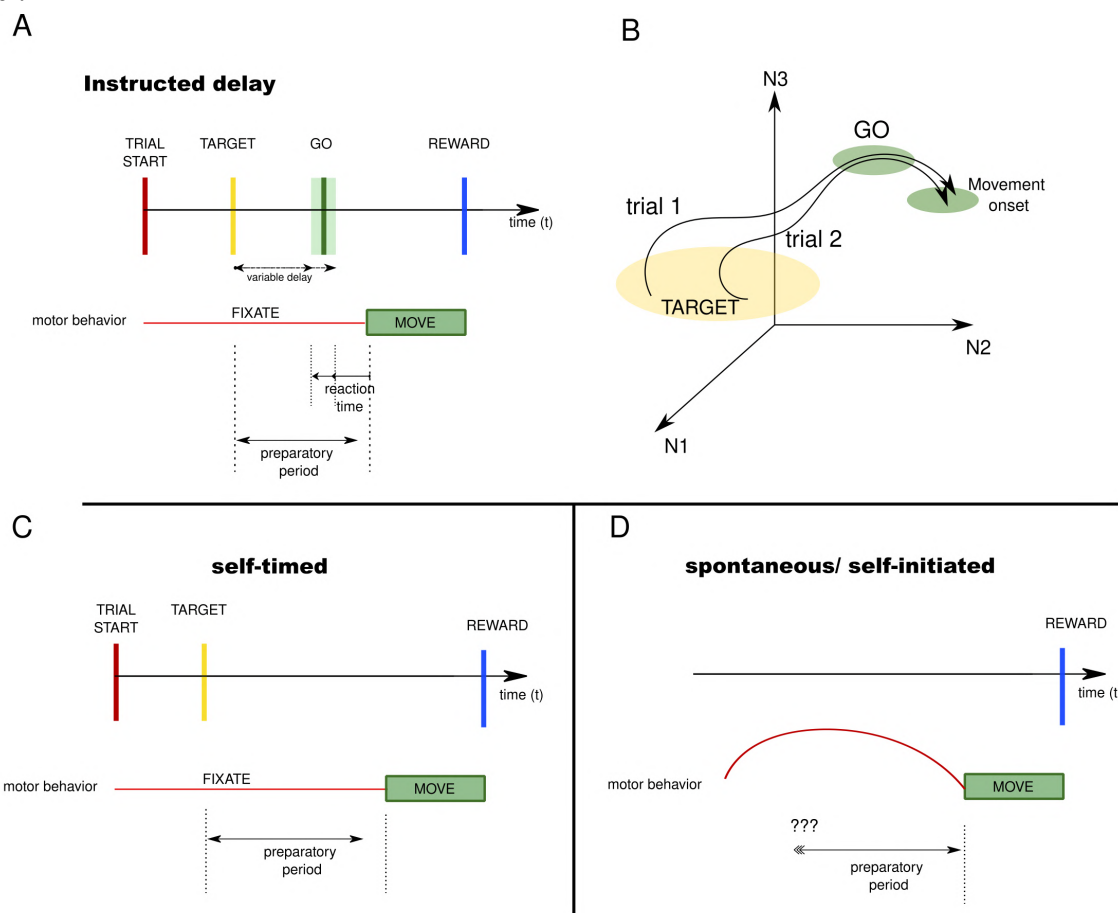 A
Instructed delay
TRIAL
START
TARGET
GO
REWARD
time (t)
variable delay
motor behavior
FIXATE
MOVE
reaction
time
preparatory
period
B
N3
GO
Movement
onset
trial 1
trial 2
TARGET
N2
N1
C
self-timed
TRIAL
START
TARGET
REWARD
time (t)
motor behavior
FIXATE
MOVE
preparatory
period
D
spontaneous/ self-initiated
REWARD
time (t
motor behavior
MOVE
???
preparatory
period